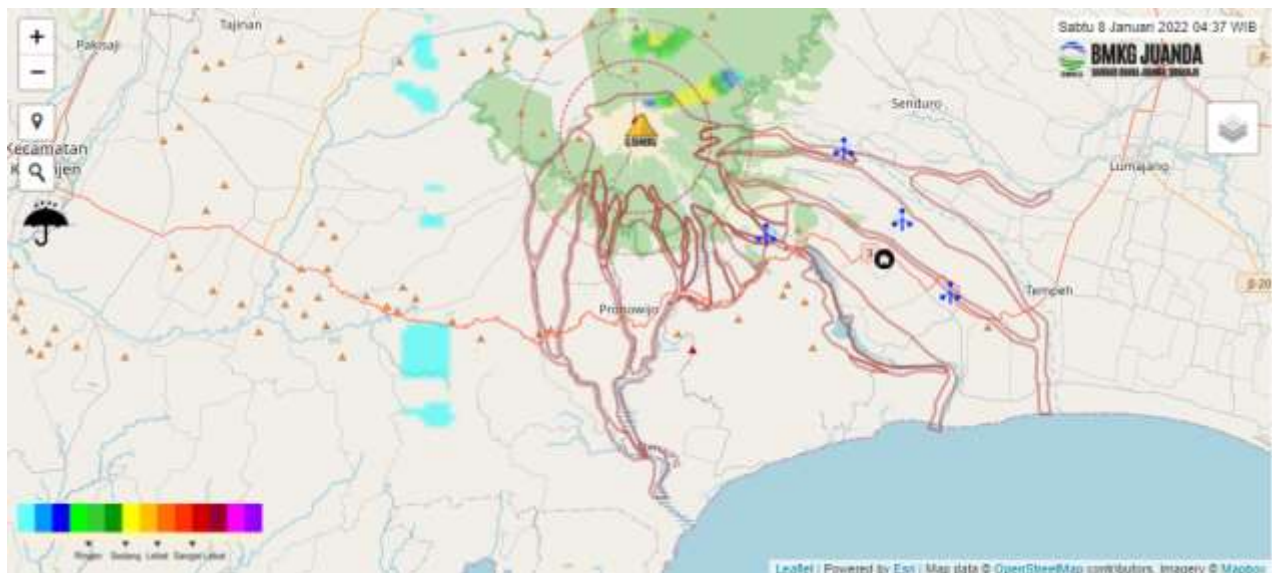 Sabtu 8 Januari 2022 04:37 WIB
BMKG JUANDA
Tajinan
Pakisaji
+
−
Senduro
Kecamatan
Lumajang
Tempeh
Pronowijo
Ringan Sedang Lebat Sangat Lebat
Leaflet | Powered by Esri | Map data © OpenStreetMap contributors, Imagery © Mapbox